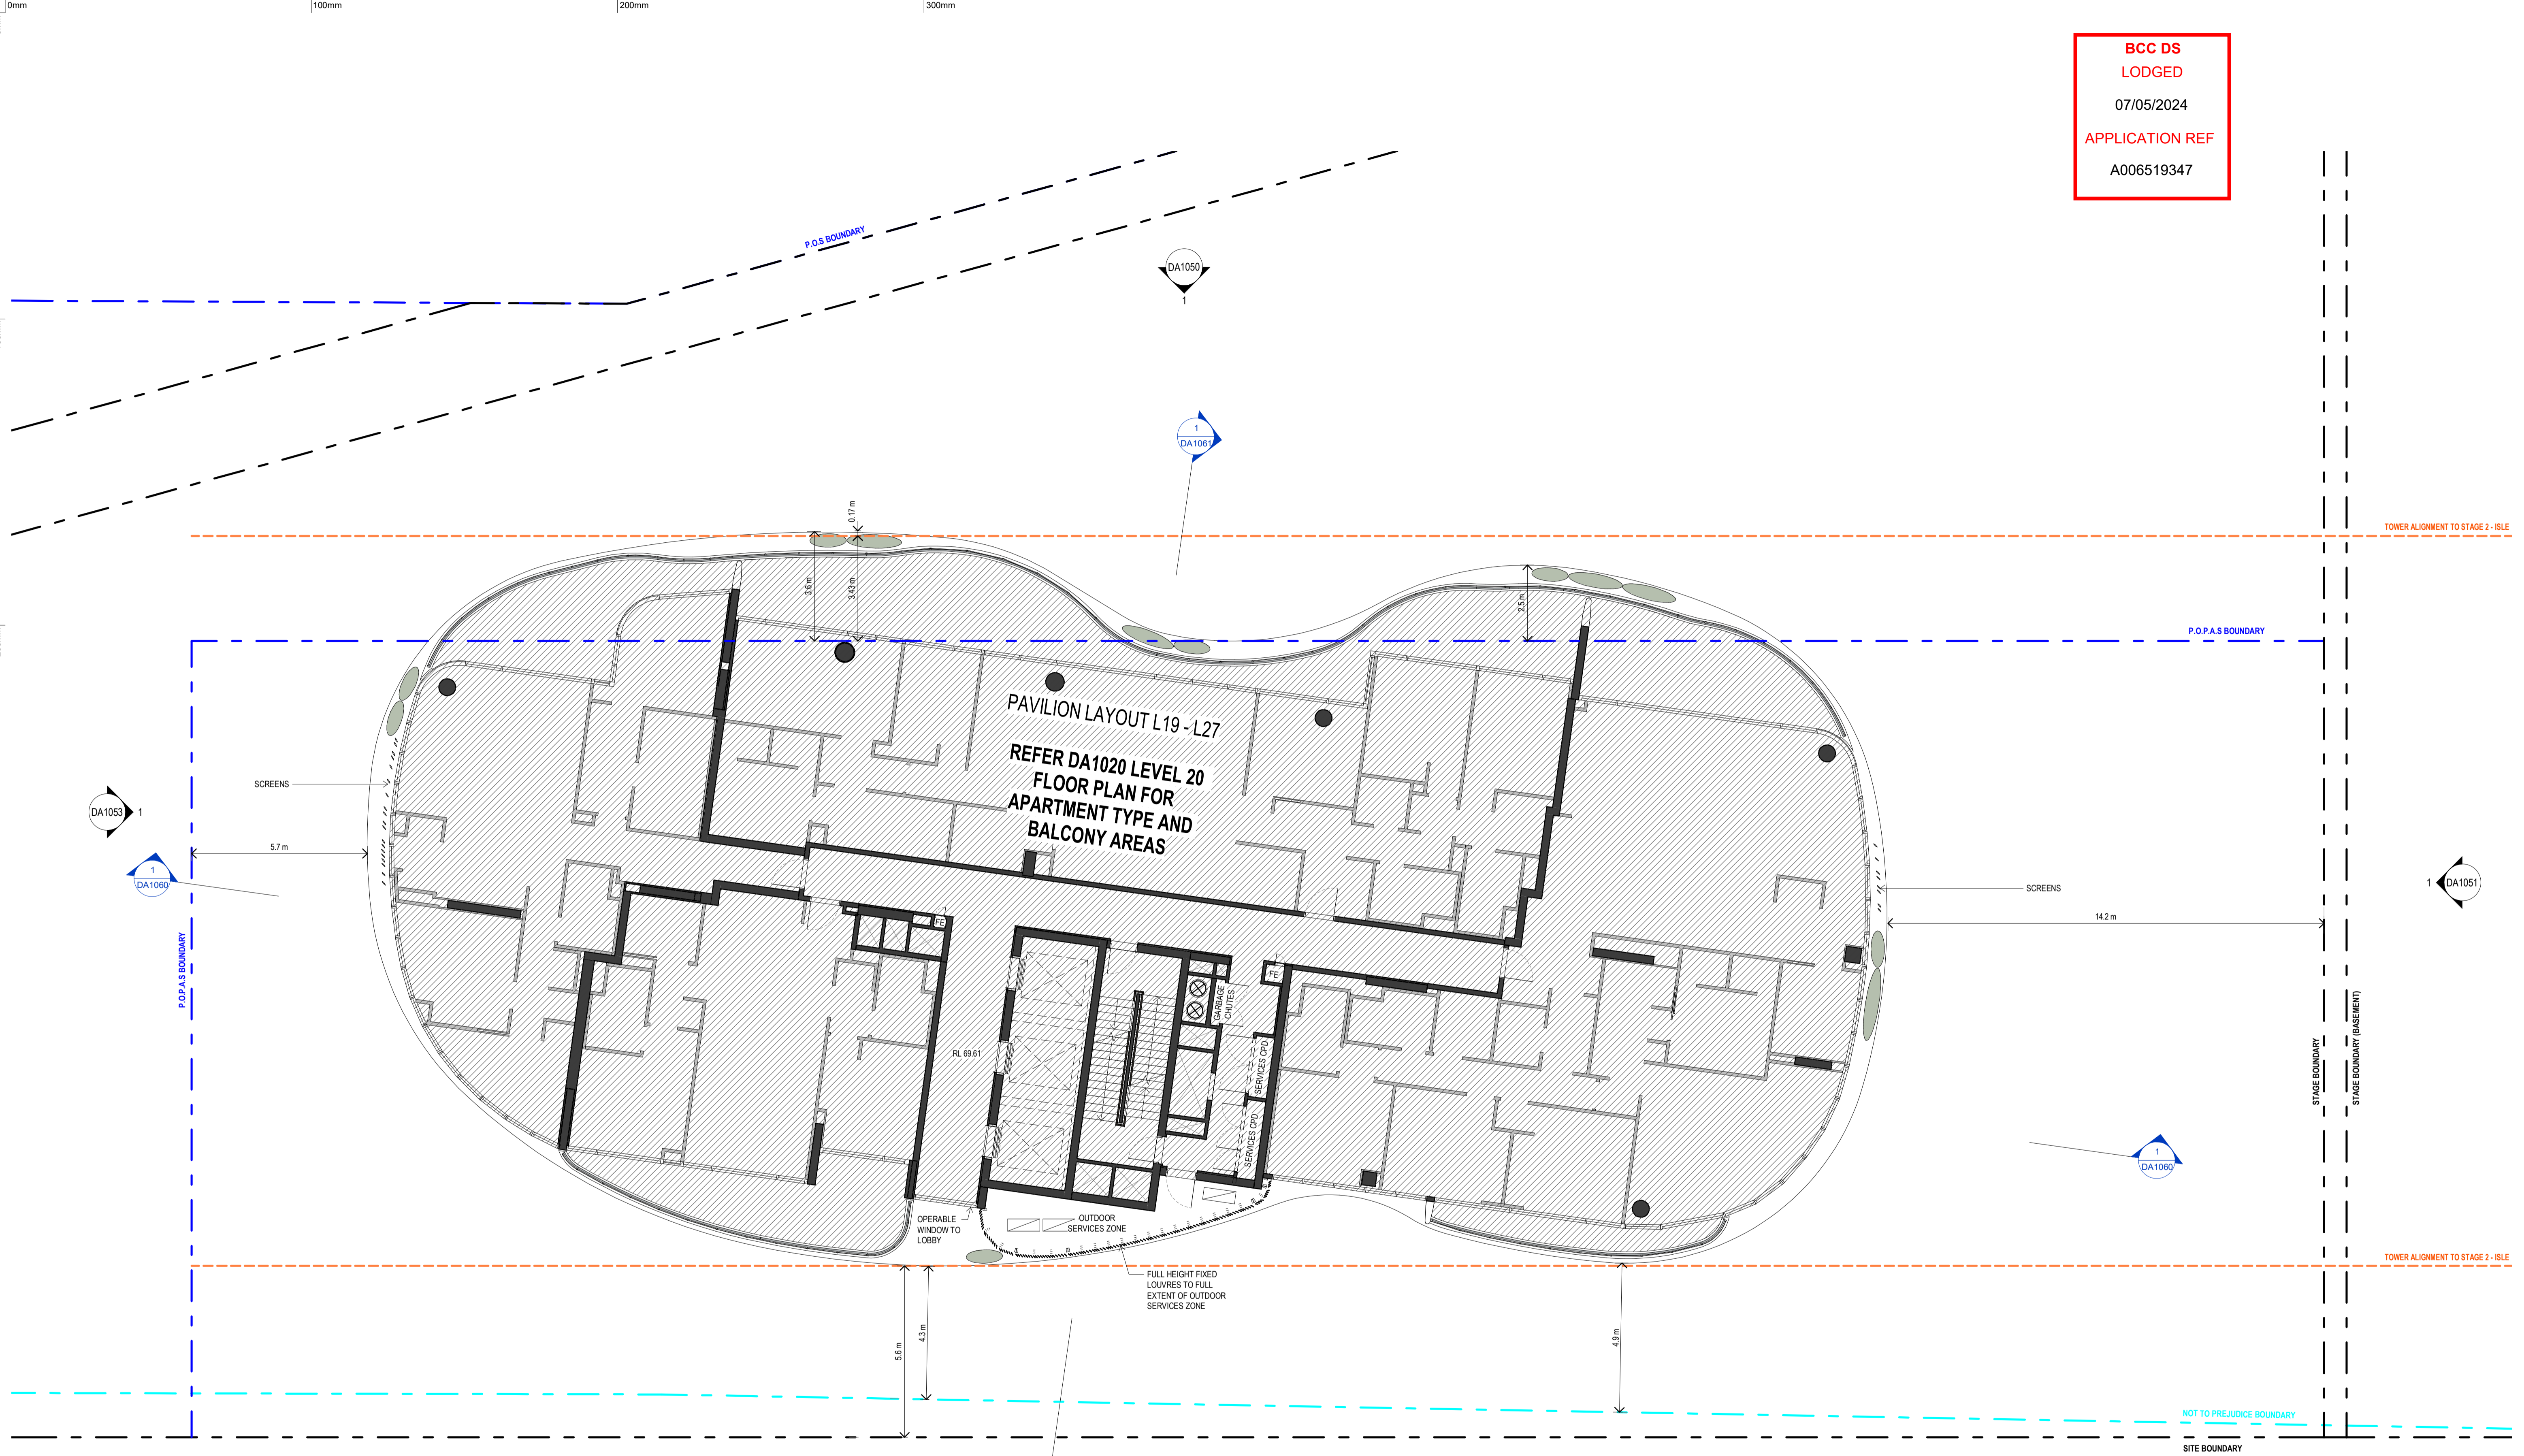 0mm
100mm
200mm
300mm
BCC DS
LODGED
07/05/2024
APPLICATION REF
A006519347
P.O.S BOUNDARY
DA1050
1
1
DA1061
TOWER ALIGNMENT TO STAGE 2 - ISLE
0.17 m
3.6 m
3.43 m
2.5 m
P.O.P.A.S BOUNDARY
PAVILION LAYOUT L19 - L27
REFER DA1020 LEVEL 20
FLOOR PLAN FOR
APARTMENT TYPE AND
BALCONY AREAS
SCREENS
DA1053
1
5.7 m
1
DA1060
SCREENS
1
DA1051
14.2 m
P.O.P.A.S BOUNDARY
FE
FE
GARBAGE
CHUTES
RL 69.61
SERVICES CPD
SERVICES CPD
STAGE BOUNDARY
STAGE BOUNDARY (BASEMENT)
1
DA1060
OPERABLE
WINDOW TO
LOBBY
OUTDOOR
SERVICES ZONE
TOWER ALIGNMENT TO STAGE 2 - ISLE
FULL HEIGHT FIXED
LOUVRES TO FULL
EXTENT OF OUTDOOR
SERVICES ZONE
5.6 m
4.3 m
4.9 m
NOT TO PREJUDICE BOUNDARY
SITE BOUNDARY